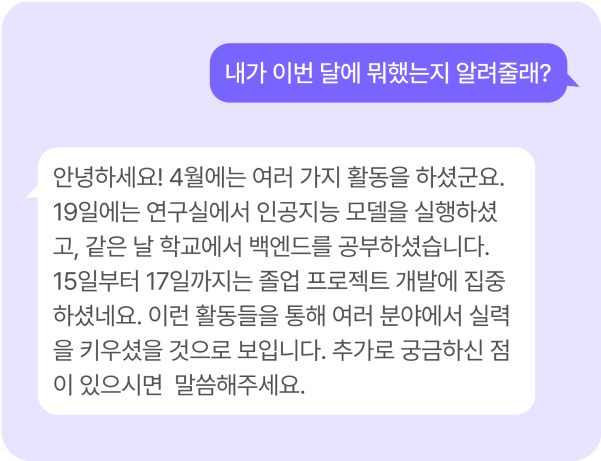 내가 이번 달에 뭐했는지 알려줄래?
안녕하세요! 4월에는 여러 가지 활동을 하셨군요.
19일에는 연구실에서 인공지능 모델을 실행하셨
고, 같은 날 학교에서 백엔드를 공부하셨습니다.
15일부터 17일까지는 졸업 프로젝트 개발에 집중
하셨네요. 이런 활동들을 통해 여러 분야에서 실력
을 키우셨을 것으로 보입니다. 추가로 궁금하신 점
이 있으시면  말씀해주세요.